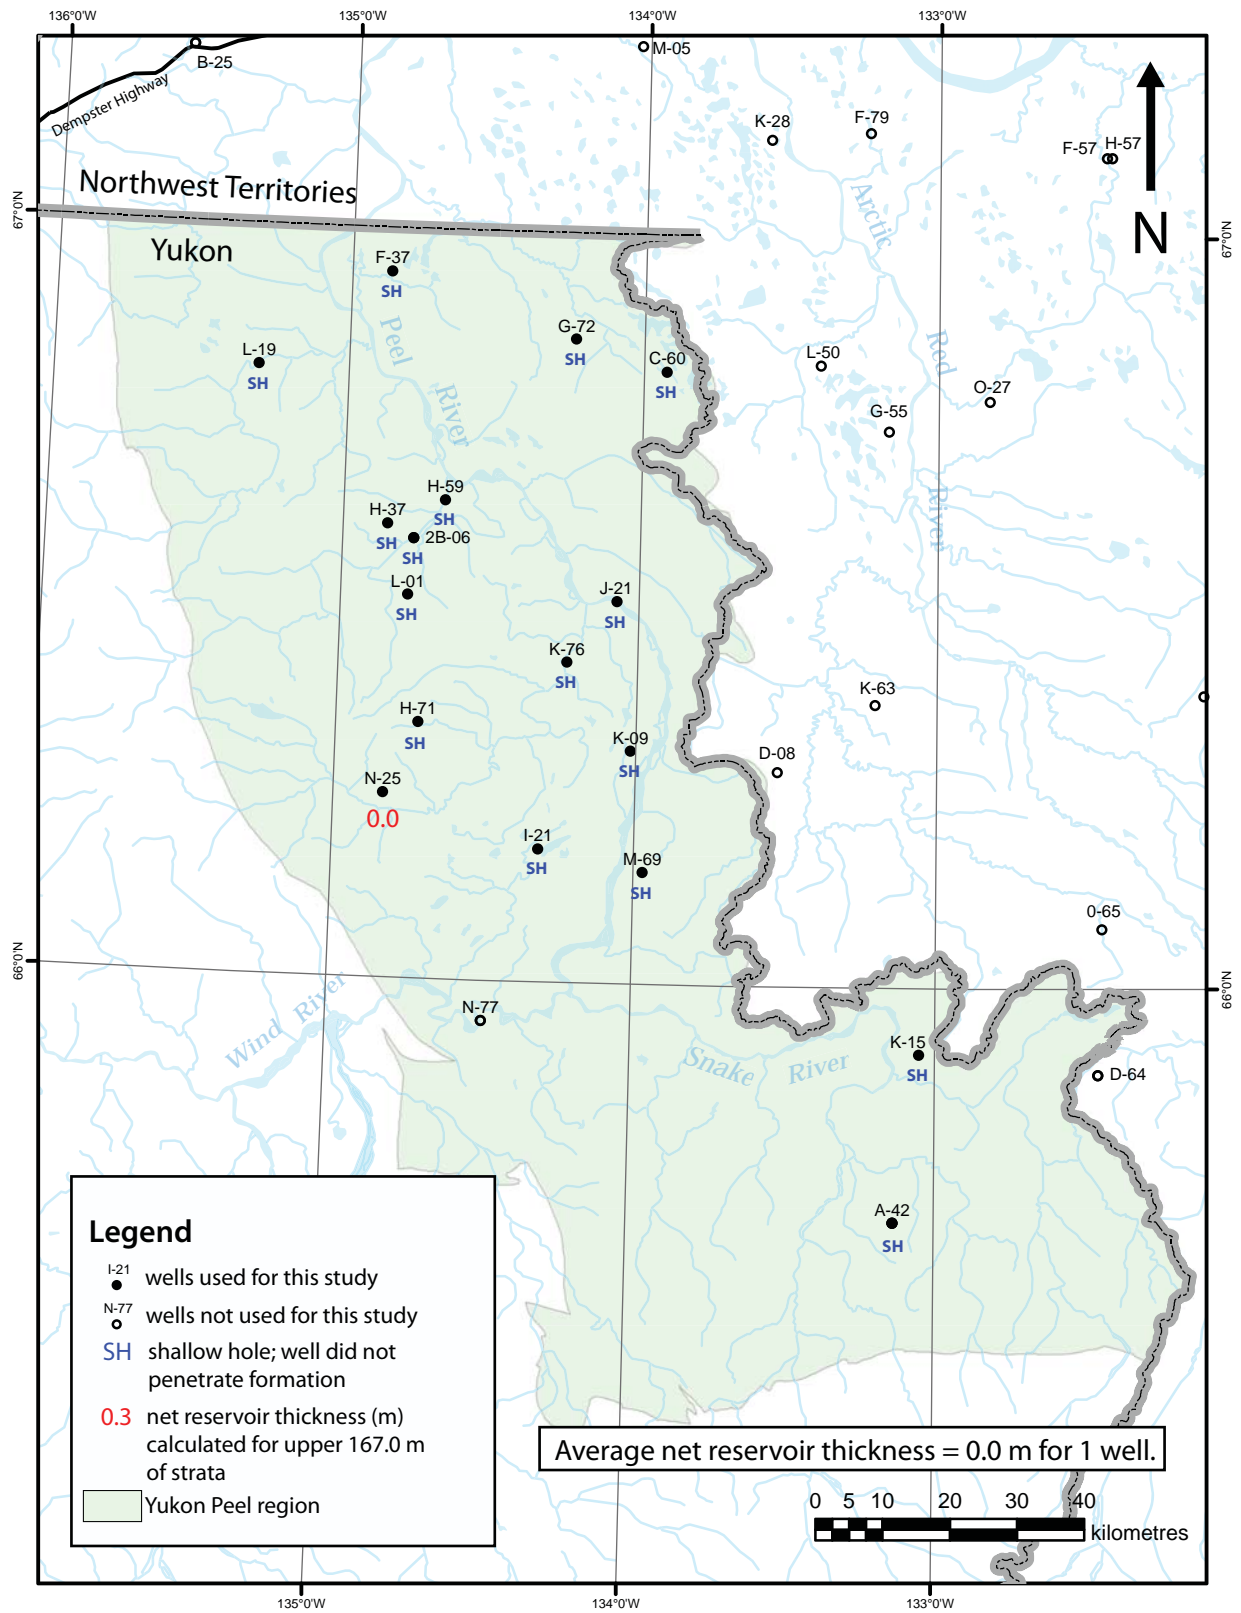 136°0'W
135°0'W
134°0'W
133°0'W
B-25
M-05
Dempster Highway
K-28
F-79
F-57
H-57
Northwest Territories
67°0'N
67°0'N
N
Yukon
Arctic
Red
River
F-37
SH
Peel
River
G-72
SH
L-19
SH
C-60
SH
L-50
O-27
G-55
H-59
SH
H-37
SH
2B-06
SH
L-01
SH
J-21
SH
K-76
SH
K-63
H-71
SH
K-09
SH
D-08
N-25
0.0
I-21
SH
M-69
SH
0-65
66°0'N
66°0'N
Wind River
N-77
Snake River
K-15
SH
D-64
A-42
SH
Legend
I-21
wells used for this study
N-77
wells not used for this study
SH shallow hole; well did not
penetrate formation
0.3 net reservoir thickness (m)
calculated for upper 167.0 m
of strata
Yukon Peel region
Average net reservoir thickness = 0.0 m for 1 well.
0 5 10 20 30 40
kilometres
135°0'W
134°0'W
133°0'W